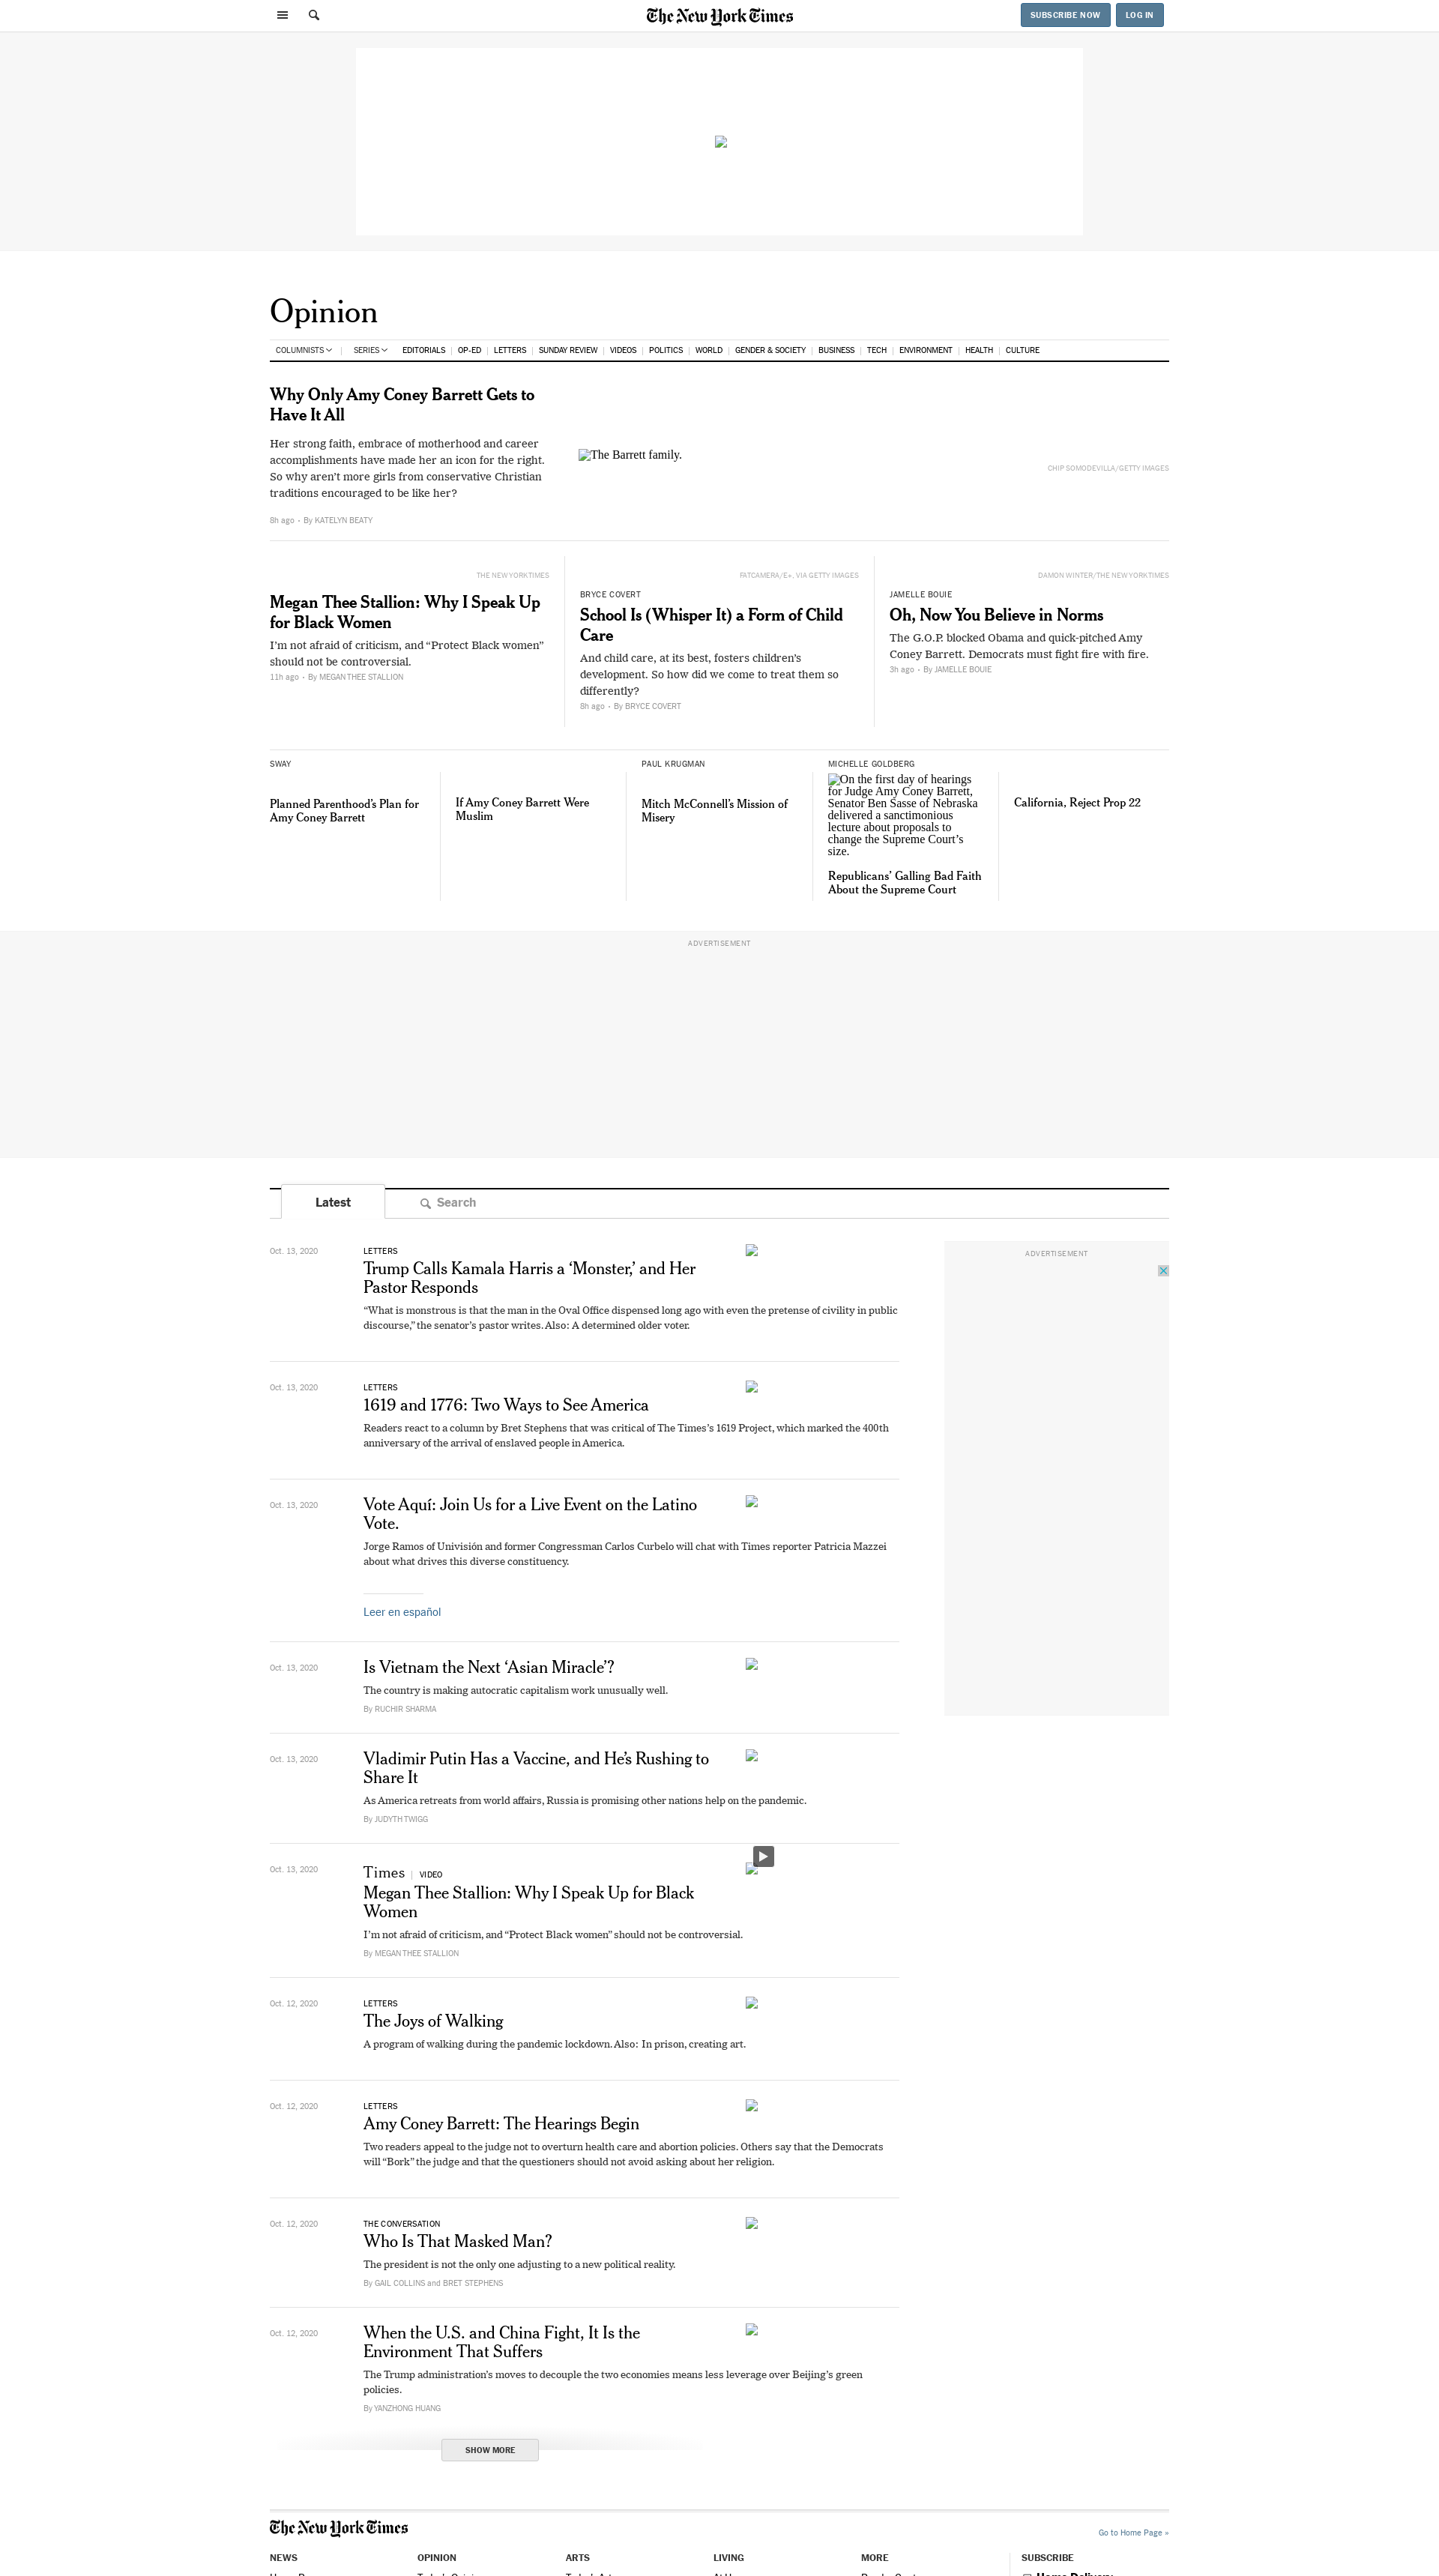 The New York Times
SUBSCRIBE NOW
LOG IN
Opinion
COLUMNISTS
SERIES
EDITORIALS
OP-ED
LETTERS
SUNDAY REVIEW
VIDEOS
POLITICS
WORLD
GENDER & SOCIETY
BUSINESS
TECH
ENVIRONMENT
HEALTH
CULTURE
Why Only Amy Coney Barrett Gets to
Have It All
Her strong faith, embrace of motherhood and career
accomplishments have made her an icon for the right.
So why aren't more girls from conservative Christian
traditions encouraged to be like her?
8h ago • By KATELYN BEATY
The Barrett family.
CHIP SOMODEVILLA/GETTY IMAGES
THE NEW YORK TIMES
Megan Thee Stallion: Why I Speak Up
for Black Women
I'm not afraid of criticism, and “Protect Black women”
should not be controversial.
11h ago • By MEGAN THEE STALLION
FATCAMERA/E+, VIA GETTY IMAGES
BRYCE COVERT
School Is (Whisper It) a Form of Child
Care
And child care, at its best, fosters children's
development. So how did we come to treat them so
differently?
8h ago • By BRYCE COVERT
DAMON WINTER/THE NEW YORK TIMES
JAMELLE BOUIE
Oh, Now You Believe in Norms
The G.O.P. blocked Obama and quick-pitched Amy
Coney Barrett. Democrats must fight fire with fire.
3h ago • By JAMELLE BOUIE
SWAY
Planned Parenthood’s Plan for
Amy Coney Barrett
If Amy Coney Barrett Were
Muslim
PAUL KRUGMAN
Mitch McConnell’s Mission of
Misery
MICHELLE GOLDBERG
On the first day of hearings
for Judge Amy Coney Barrett,
Senator Ben Sasse of Nebraska
delivered a sanctimonious
lecture about proposals to
change the Supreme Court’s
size.
Republicans’ Galling Bad Faith
About the Supreme Court
California, Reject Prop 22
ADVERTISEMENT
Latest
Search
ADVERTISEMENT
Oct. 13, 2020
LETTERS
Trump Calls Kamala Harris a ‘Monster,’ and Her
Pastor Responds
“What is monstrous is that the man in the Oval Office dispensed long ago with even the pretense of civility in public
discourse,” the senator’s pastor writes. Also: A determined older voter.
Oct. 13, 2020
LETTERS
1619 and 1776: Two Ways to See America
Readers react to a column by Bret Stephens that was critical of The Times’s 1619 Project, which marked the 400th
anniversary of the arrival of enslaved people in America.
Oct. 13, 2020
Vote Aquí: Join Us for a Live Event on the Latino
Vote.
Jorge Ramos of Univisión and former Congressman Carlos Curbelo will chat with Times reporter Patricia Mazzei
about what drives this diverse constituency.
Leer en español
Oct. 13, 2020
Is Vietnam the Next ‘Asian Miracle’?
The country is making autocratic capitalism work unusually well.
By RUCHIR SHARMA
Oct. 13, 2020
Vladimir Putin Has a Vaccine, and He’s Rushing to
Share It
As America retreats from world affairs, Russia is promising other nations help on the pandemic.
By JUDYTH TWIGG
Oct. 13, 2020
Times | VIDEO
Megan Thee Stallion: Why I Speak Up for Black
Women
I’m not afraid of criticism, and “Protect Black women” should not be controversial.
By MEGAN THEE STALLION
Oct. 12, 2020
LETTERS
The Joys of Walking
A program of walking during the pandemic lockdown. Also: In prison, creating art.
Oct. 12, 2020
LETTERS
Amy Coney Barrett: The Hearings Begin
Two readers appeal to the judge not to overturn health care and abortion policies. Others say that the Democrats
will “Bork” the judge and that the questioners should not avoid asking about her religion.
Oct. 12, 2020
THE CONVERSATION
Who Is That Masked Man?
The president is not the only one adjusting to a new political reality.
By GAIL COLLINS and BRET STEPHENS
Oct. 12, 2020
When the U.S. and China Fight, It Is the
Environment That Suffers
The Trump administration’s moves to decouple the two economies means less leverage over Beijing’s green
policies.
By YANZHONG HUANG
SHOW MORE
The New York Times
Go to Home Page »
NEWS
OPINION
ARTS
LIVING
MORE
SUBSCRIBE